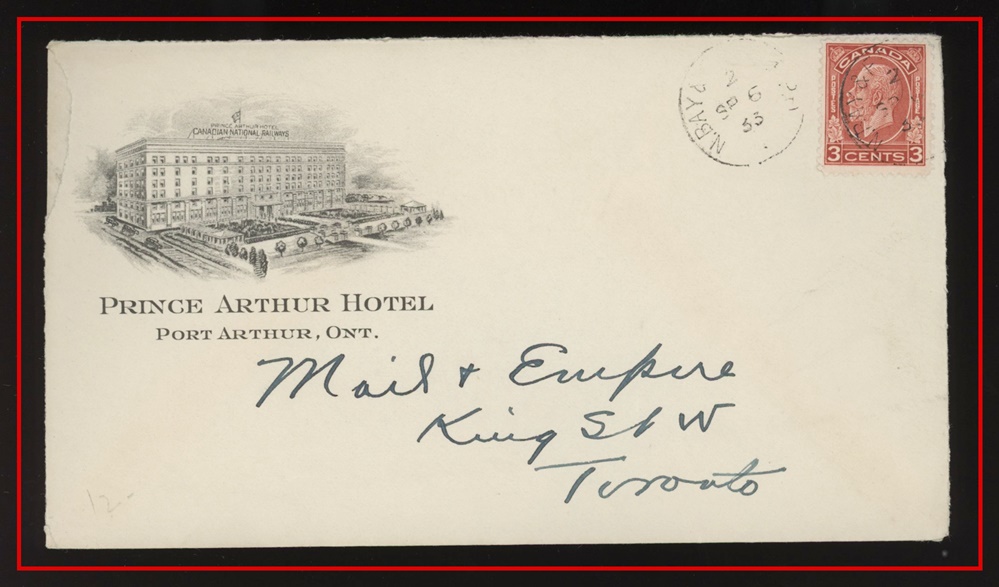 PRINCE ARTHUR HOTEL
CANADIAN NATIONAL RAILWAYS
PRINCE ARTHUR HOTEL
PORT ARTHUR, ONT.
N.BAY
6
33
CANADA
3 CENTS 3
Mail & Empire
King St W
Toronto
12-